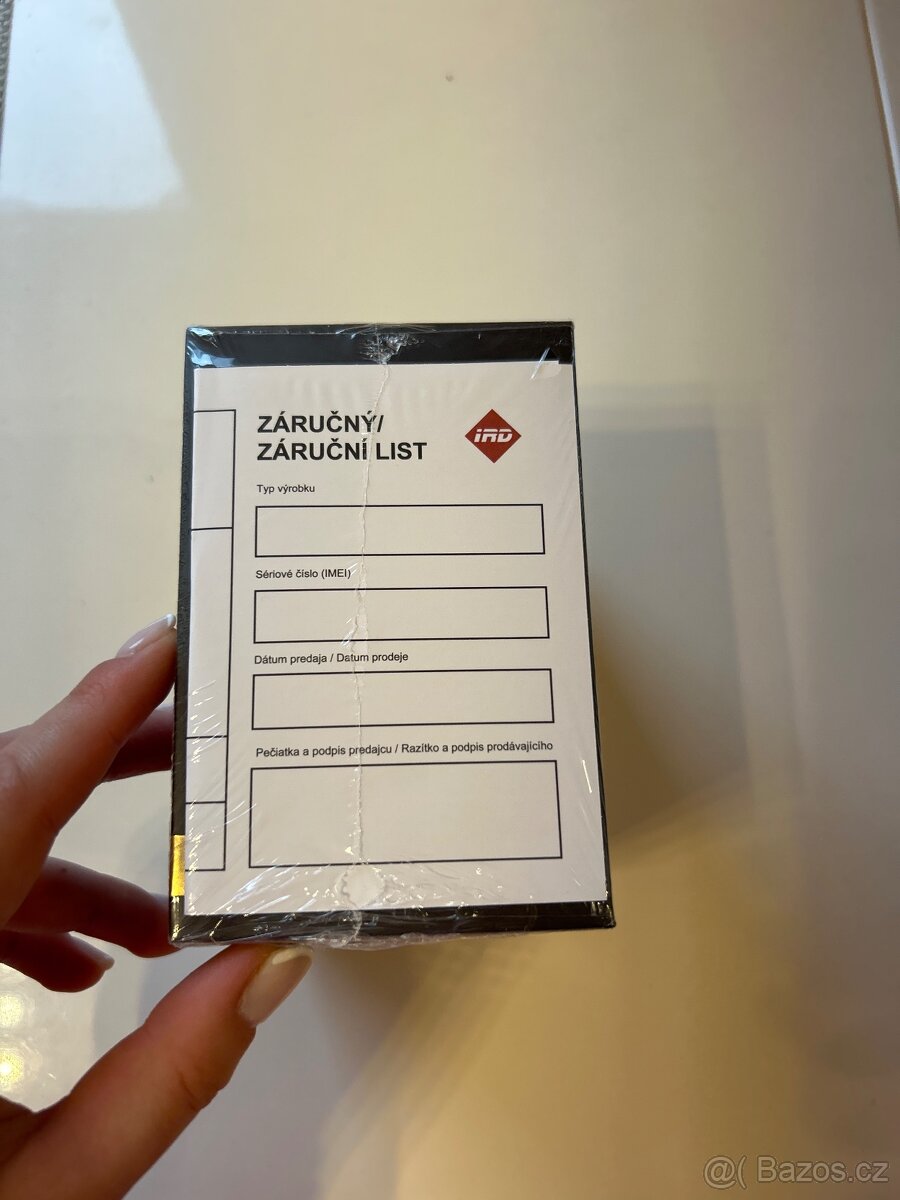 ZÁRUČNÝ/
ZÁRUČNÍ LIST
IRD
Typ výrobku
Sériové číslo (IMEI)
Dátum predaja / Datum prodeje
Pečiatka a podpis predajcu / Razítko a podpis prodávajícího
@( Bazos.cz